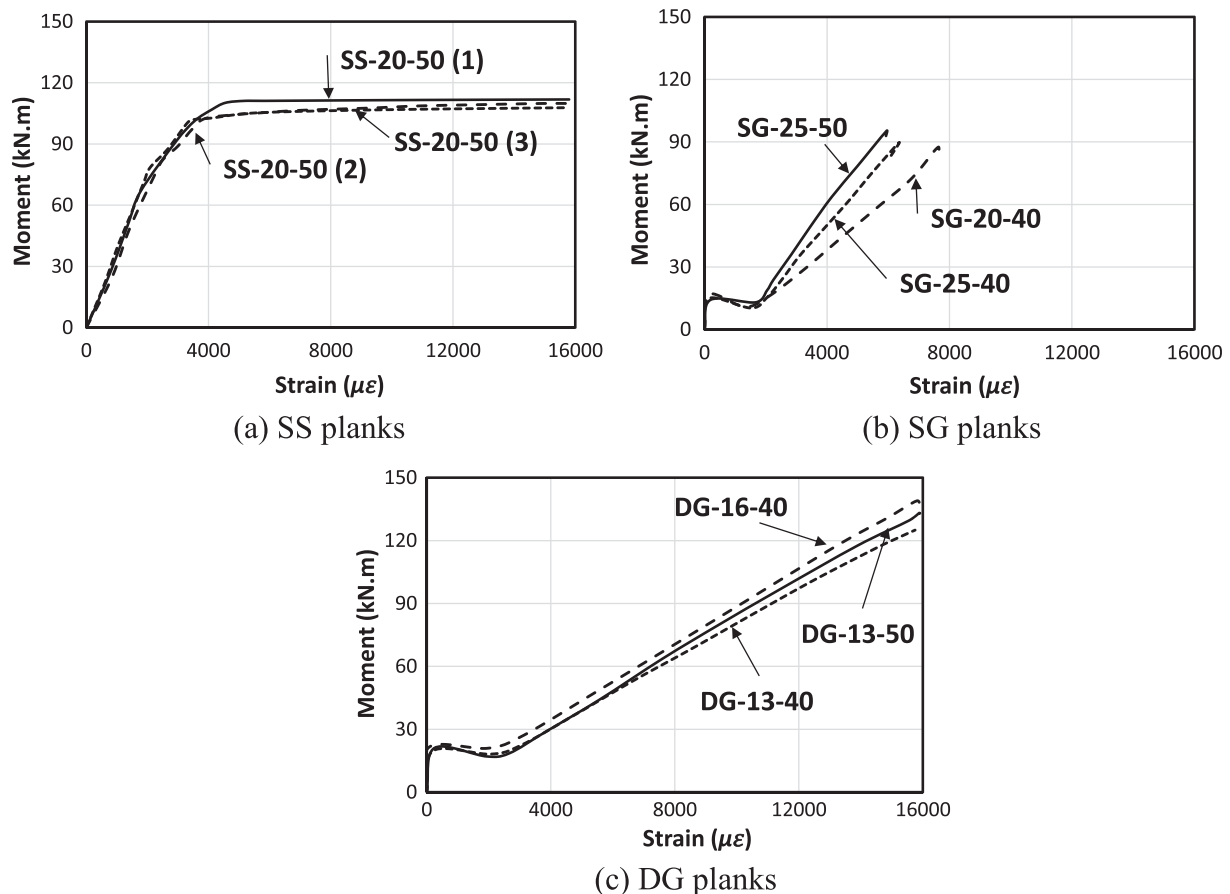 150
120
90
60
30
0
Moment (kN.m)
SS-20-50 (1)
SS-20-50 (3)
SS-20-50 (2)
0 4000 8000 12000 16000
Strain (με)
(a) SS planks
150
120
90
60
30
0
Moment (kN.m)
SG-25-50
SG-20-40
SG-25-40
0 4000 8000 12000 16000
Strain (με)
(b) SG planks
150
120
90
60
30
0
Moment (kN.m)
DG-16-40
DG-13-50
DG-13-40
0 4000 8000 12000 16000
Strain (με)
(c) DG planks